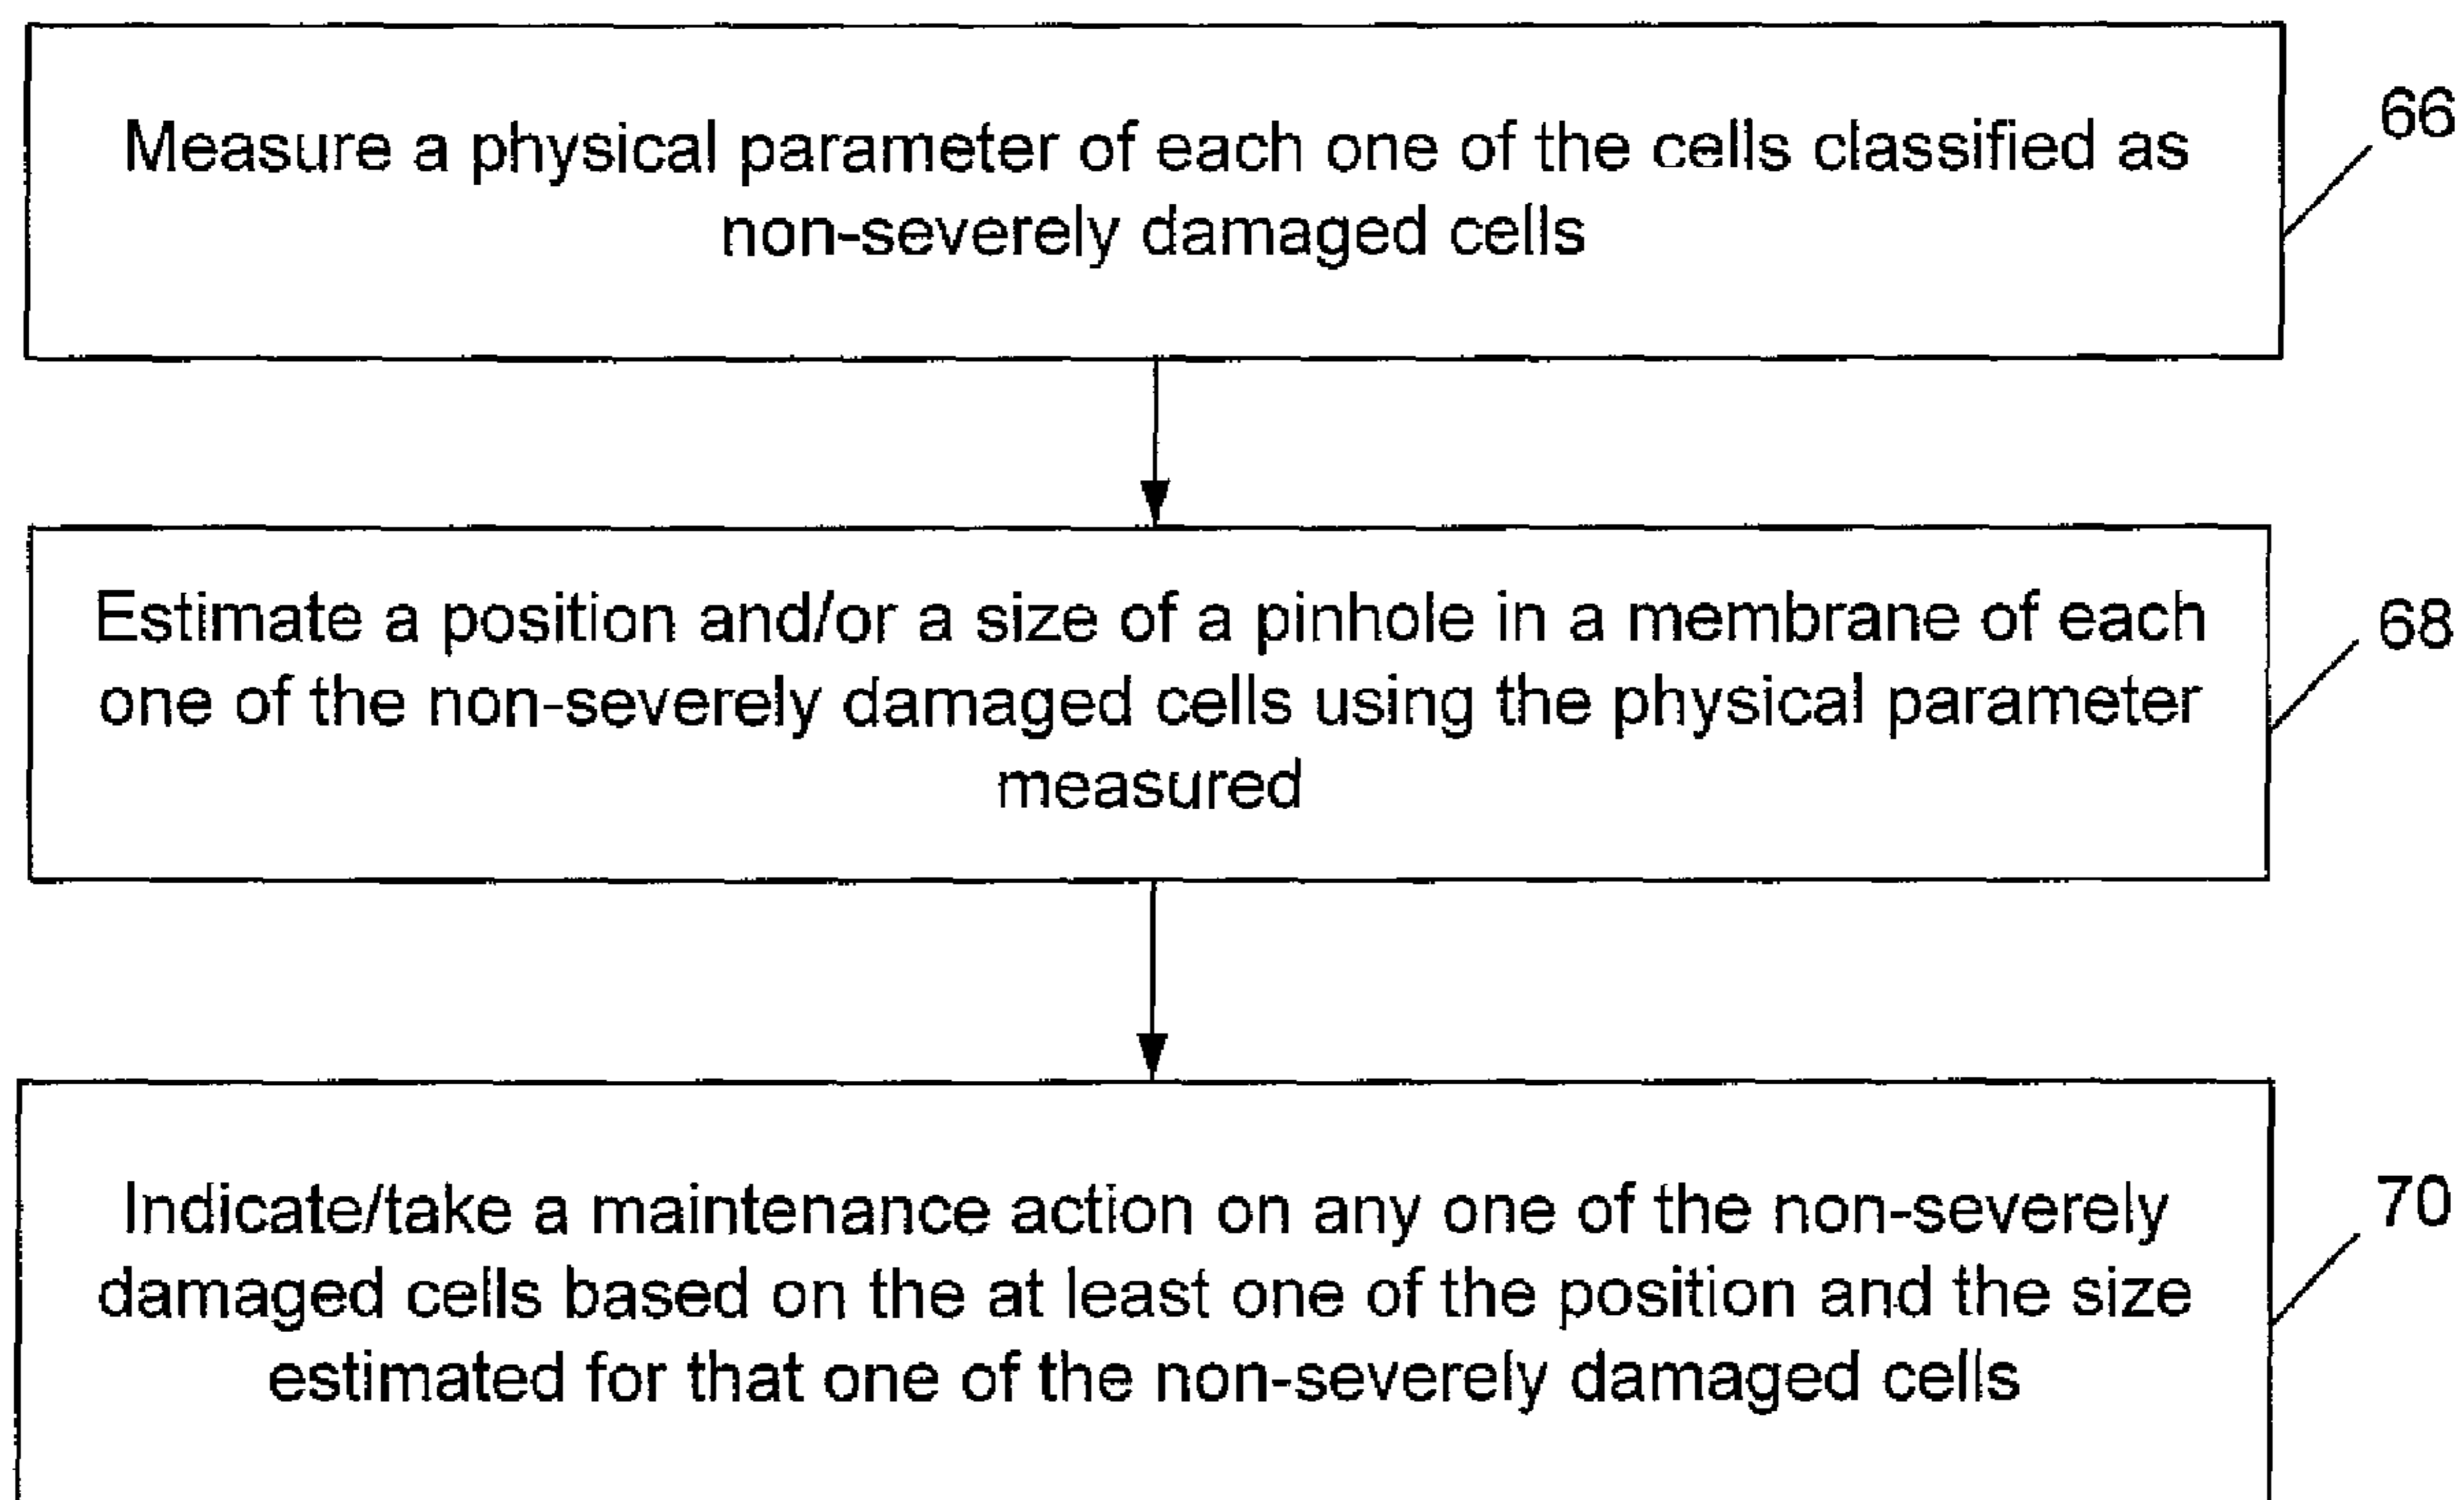 Measure a physical parameter of each one of the cells classified as
non-severely damaged cells
66
Estimate a position and/or a size of a pinhole in a membrane of each
one of the non-severely damaged cells using the physical parameter
measured
68
Indicate/take a maintenance action on any one of the non-severely
damaged cells based on the at least one of the position and the size
estimated for that one of the non-severely damaged cells
70